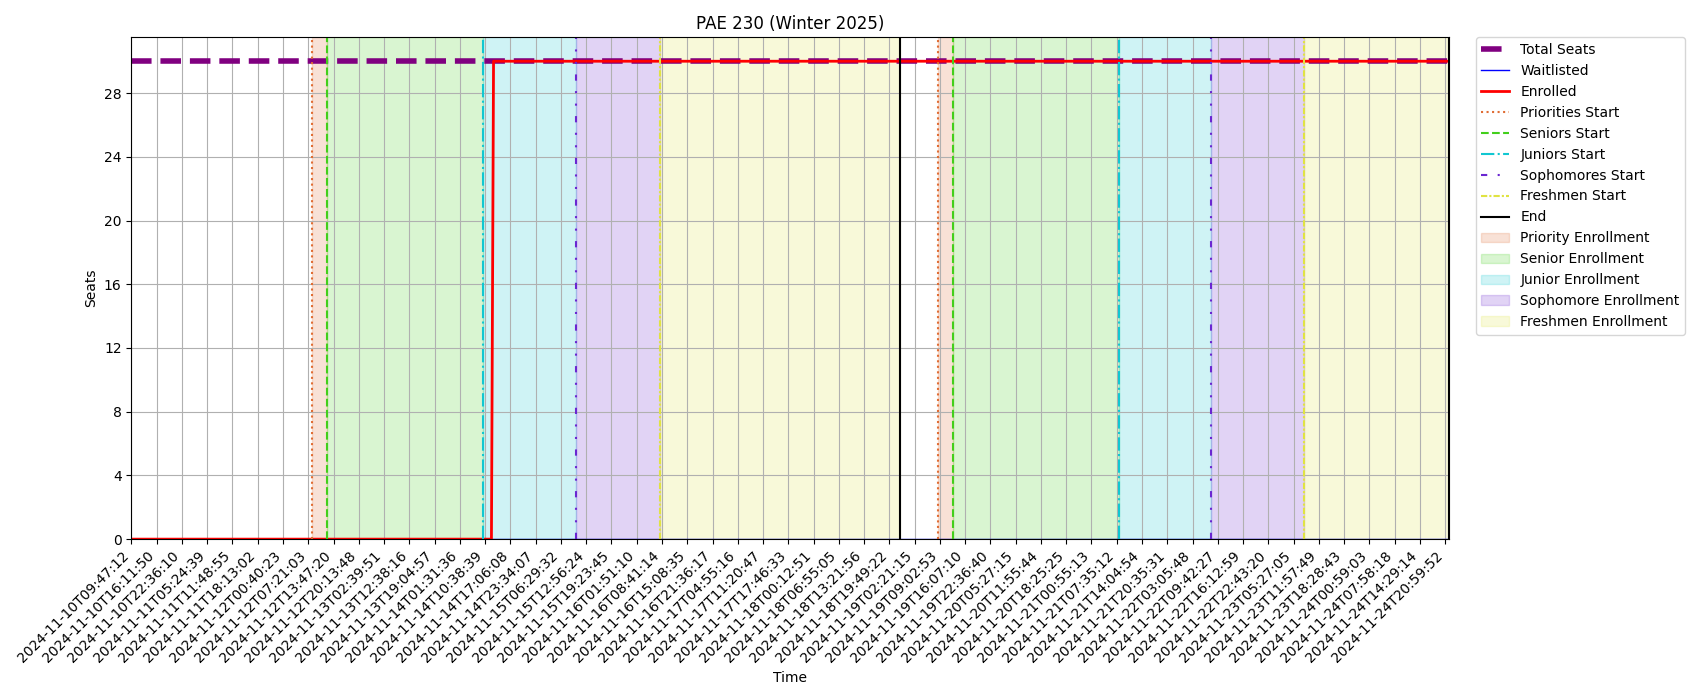 PAE 230 (Winter 2025)
Seats
28
24
20
16
12
8
4
0
2024-11-10T09:47:12
2024-11-10T16:11:50
2024-11-10T22:36:10
2024-11-11T05:24:39
2024-11-11T11:48:55
2024-11-11T18:13:02
2024-11-12T00:40:23
2024-11-12T07:21:03
2024-11-12T13:47:20
2024-11-12T20:13:48
2024-11-13T02:39:51
2024-11-13T12:38:16
2024-11-13T19:04:57
2024-11-14T01:31:36
2024-11-14T10:38:39
2024-11-14T17:06:08
2024-11-14T23:34:07
2024-11-15T06:29:32
2024-11-15T12:56:24
2024-11-15T19:23:45
2024-11-16T01:51:10
2024-11-16T08:41:14
2024-11-16T15:08:35
2024-11-16T21:36:17
2024-11-17T04:55:16
2024-11-17T11:20:47
2024-11-17T17:46:33
2024-11-18T00:12:51
2024-11-18T06:55:05
2024-11-18T13:21:56
2024-11-18T19:49:22
2024-11-19T02:21:15
2024-11-19T09:02:53
2024-11-19T16:07:10
2024-11-19T22:36:40
2024-11-20T05:27:15
2024-11-20T11:55:44
2024-11-20T18:25:23
2024-11-21T00:55:13
2024-11-21T07:35:12
2024-11-21T14:04:54
2024-11-21T20:35:31
2024-11-22T03:05:48
2024-11-22T09:42:27
2024-11-22T16:12:59
2024-11-22T22:43:20
2024-11-23T05:27:05
2024-11-23T11:57:49
2024-11-23T18:28:43
2024-11-24T00:59:03
2024-11-24T07:58:18
2024-11-24T14:29:14
2024-11-24T20:59:52
Time
Total Seats
Waitlisted
Enrolled
Priorities Start
Seniors Start
Juniors Start
Sophomores Start
Freshmen Start
End
Priority Enrollment
Senior Enrollment
Junior Enrollment
Sophomore Enrollment
Freshmen Enrollment